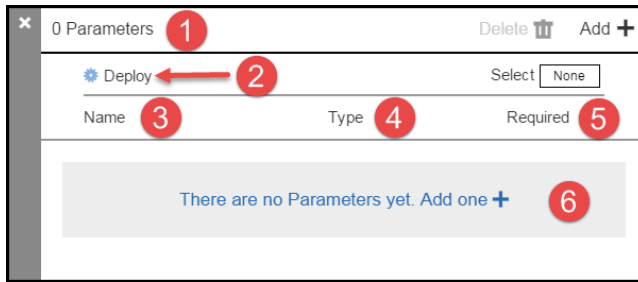 × 0 Parameters 1 Delete Add +
Deploy 2 Select None
Name 3 Type 4 Required 5
There are no Parameters yet. Add one + 6